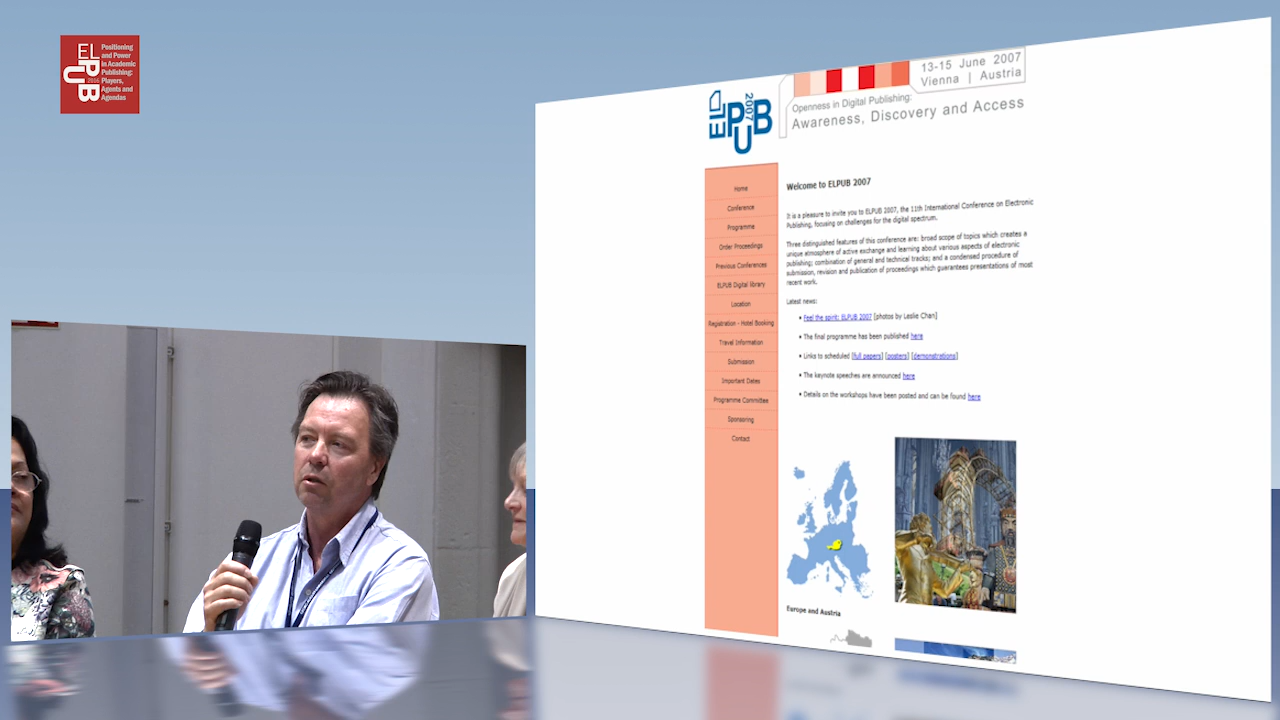 EL
PUB
2016
Positioning
and Power
in Academic
Publishing:
Players,
Agents and
Agendas
ELPUB
2007
13-15 June 2007
Vienna | Austria
Openness in Digital Publishing:
Awareness, Discovery and Access
Home
Conference
Programme
Order Proceedings
Previous Conferences
ELPUB Digital library
Location
Registration - Hotel Booking
Travel Information
Submission
Important Dates
Programme Committee
Sponsoring
Contact
Welcome to ELPUB 2007
It is a pleasure to invite you to ELPUB 2007, the 11th International Conference on Electronic
Publishing, focusing on challenges for the digital spectrum.
Three distinguished features of this conference are: broad scope of topics which creates a
unique atmosphere of active exchange and learning about various aspects of electronic
publishing; combination of general and technical tracks; and a condensed procedure of
submission, revision and publication of proceedings which guarantees presentations of most
recent work.
Latest news:
• Feel the spirit: ELPUB 2007 [photos by Leslie Chan]
• The final programme has been published here
• Links to scheduled [full papers] [posters] [demonstrations]
• The keynote speeches are announced here
• Details on the workshops have been posted and can be found here
Europe and Austria